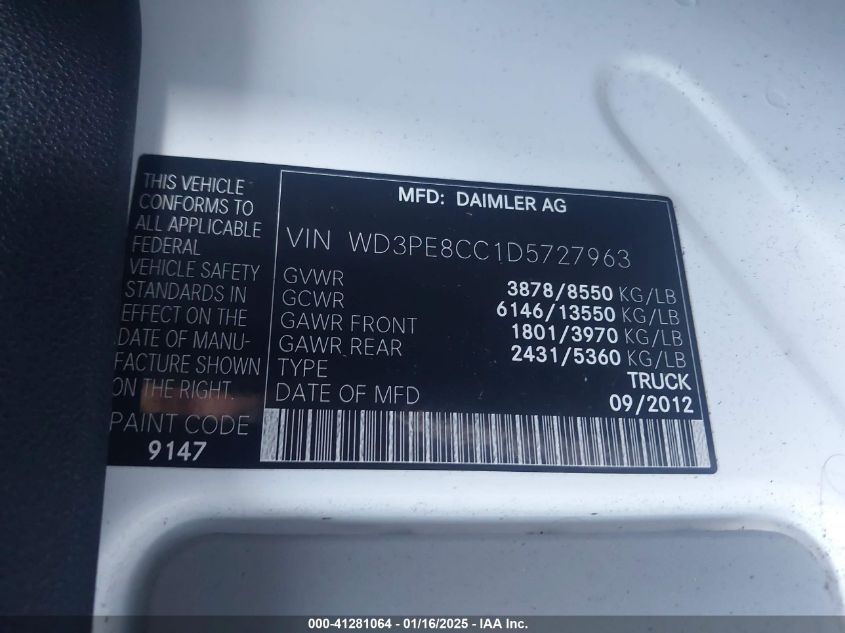 THIS VEHICLE
CONFORMS TO
ALL APPLICABLE
FEDERAL
VEHICLE SAFETY
STANDARDS IN
EFFECT ON THE
DATE OF MANU-
FACTURE SHOWN
ON THE RIGHT.
PAINT CODE
9147
MFD: DAIMLER AG
VIN WD3PE8CC1D5727963
GVWR 3878/8550 KG/LB
GCWR 6146/13550 KG/LB
GAWR FRONT 1801/3970 KG/LB
GAWR REAR 2431/5360 KG/LB
TYPE TRUCK
DATE OF MFD 09/2012
000-41281064 - 01/16/2025 - IAA Inc.